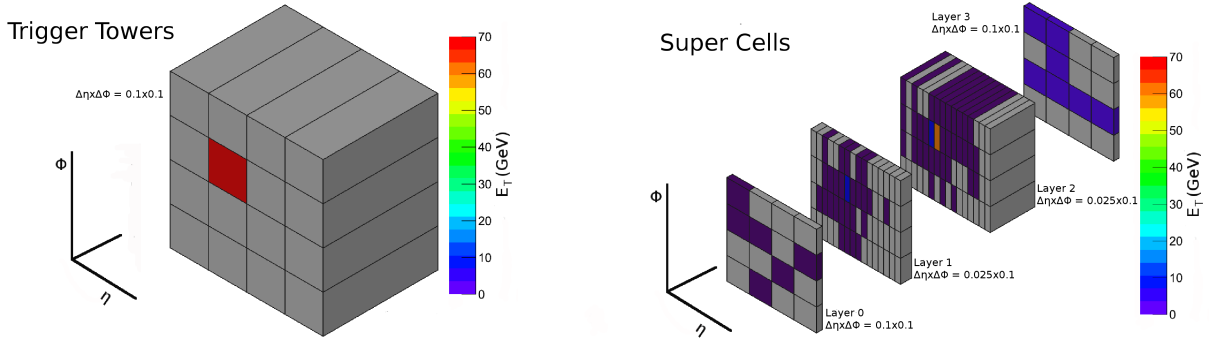 Trigger Towers
ΔηxΔΦ = 0.1x0.1
Φ
η
70
60
50
40
30
20
10
0
E_T (GeV)
Super Cells
Layer 3
ΔηxΔΦ = 0.1x0.1
Layer 2
ΔηxΔΦ = 0.025x0.1
Layer 1
ΔηxΔΦ = 0.025x0.1
Layer 0
ΔηxΔΦ = 0.1x0.1
Φ
η
70
60
50
40
30
20
10
0
E_T (GeV)